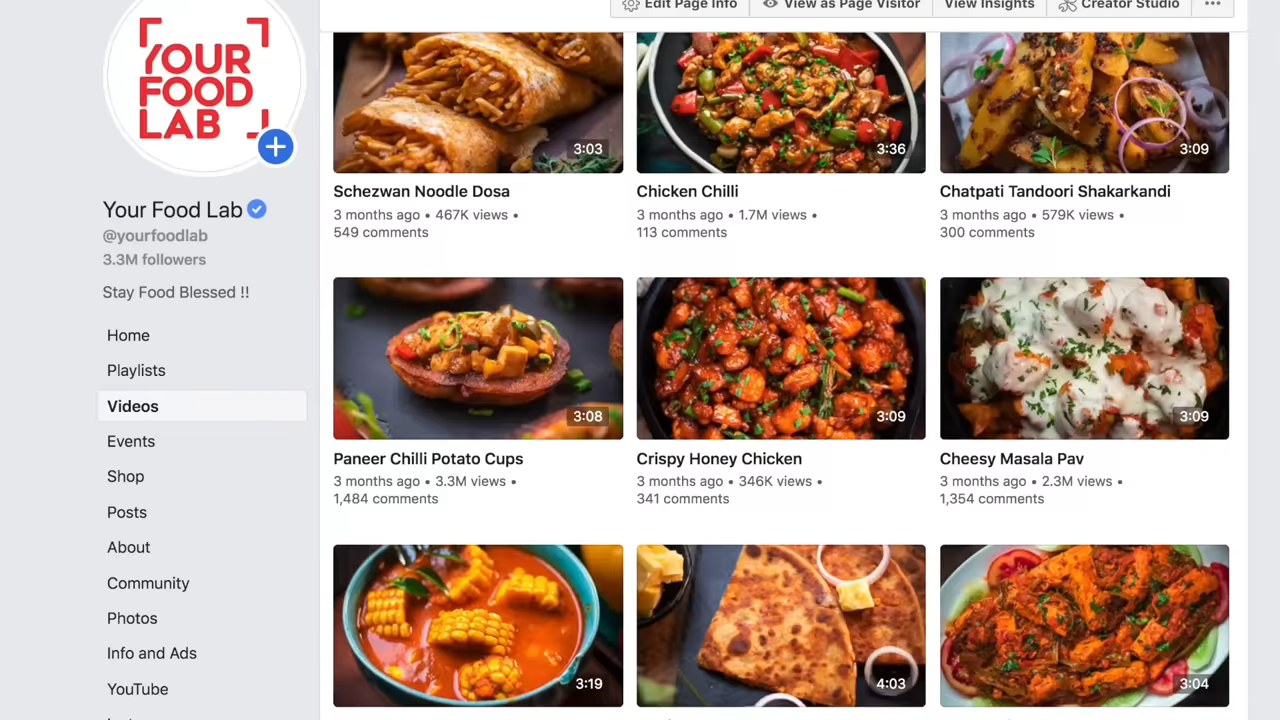 Edit Page Info
View as Page Visitor
View Insights
Creator Studio
YOUR
FOOD
LAB
Your Food Lab
@yourfoodlab
3.3M followers
Stay Food Blessed !!
Home
Playlists
Videos
Events
Shop
Posts
About
Community
Photos
Info and Ads
YouTube
3:03
Schezwan Noodle Dosa
3 months ago • 467K views •
549 comments
3:36
Chicken Chilli
3 months ago • 1.7M views •
113 comments
3:09
Chatpati Tandoori Shakarkandi
3 months ago • 579K views •
300 comments
3:08
Paneer Chilli Potato Cups
3 months ago • 3.3M views •
1,484 comments
3:09
Crispy Honey Chicken
3 months ago • 346K views •
341 comments
3:09
Cheesy Masala Pav
3 months ago • 2.3M views •
1,354 comments
3:19
4:03
3:04